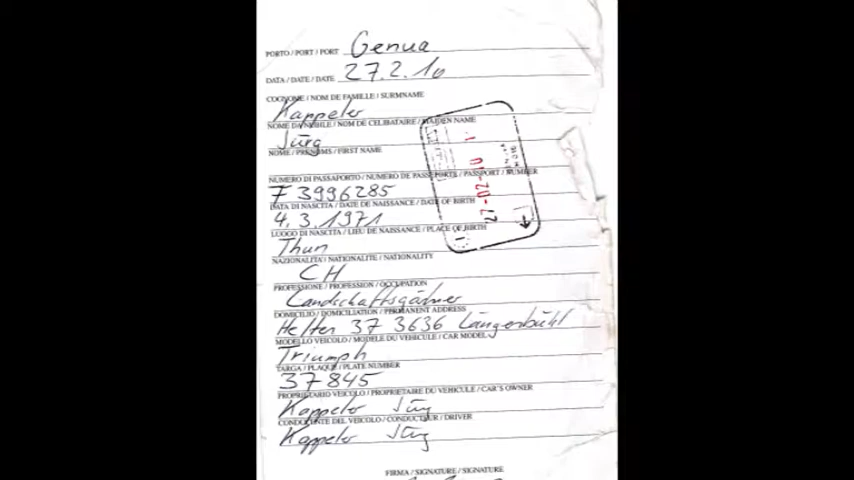 PORTO / PORT / PORT Genua
DATA / DATE / DATE 27.2.10
COGNOME / NOM DE FAMILLE / SURMNAME
Kappeler
NOME DA NUBILE / NOM DE CELIBATAIRE / MAIDEN NAME
Jürg
NOME / PRENOMS / FIRST NAME
NUMERO DI PASSAPORTO / NUMERO DE PASSEPORT / PASSPORT / NUMBER
F 3996285
DATA DI NASCITA / DATE DE NAISSANCE / DATE OF BIRTH
4.3.1971
LUOGO DI NASCITA / LIEU DE NAISSANCE / PLACE OF BIRTH
Thun
NAZIONALITA' / NATIONALITE / NATIONALITY
CH
PROFESSIONE / PROFESSION / OCCUPATION
Landschaftsgärtner
DOMICILIO / DOMICILIATION / PERMANENT ADDRESS
Helten 37 3636 Längenbühl
MODELLO VEICOLO / MODELE DU VEHICULE / CAR MODEL
Triumph
TARGA / PLAQUE / PLATE NUMBER
37845
PROPRIETARIO VEICOLO / PROPRIETAIRE DU VEHICULE / CAR'S OWNER
Kappeler Jürg
CONDUCENTE DEL VEICOLO / CONDUCTEUR / DRIVER
Kappeler Jürg
FIRMA / SIGNATURE / SIGNATURE
27-02-10